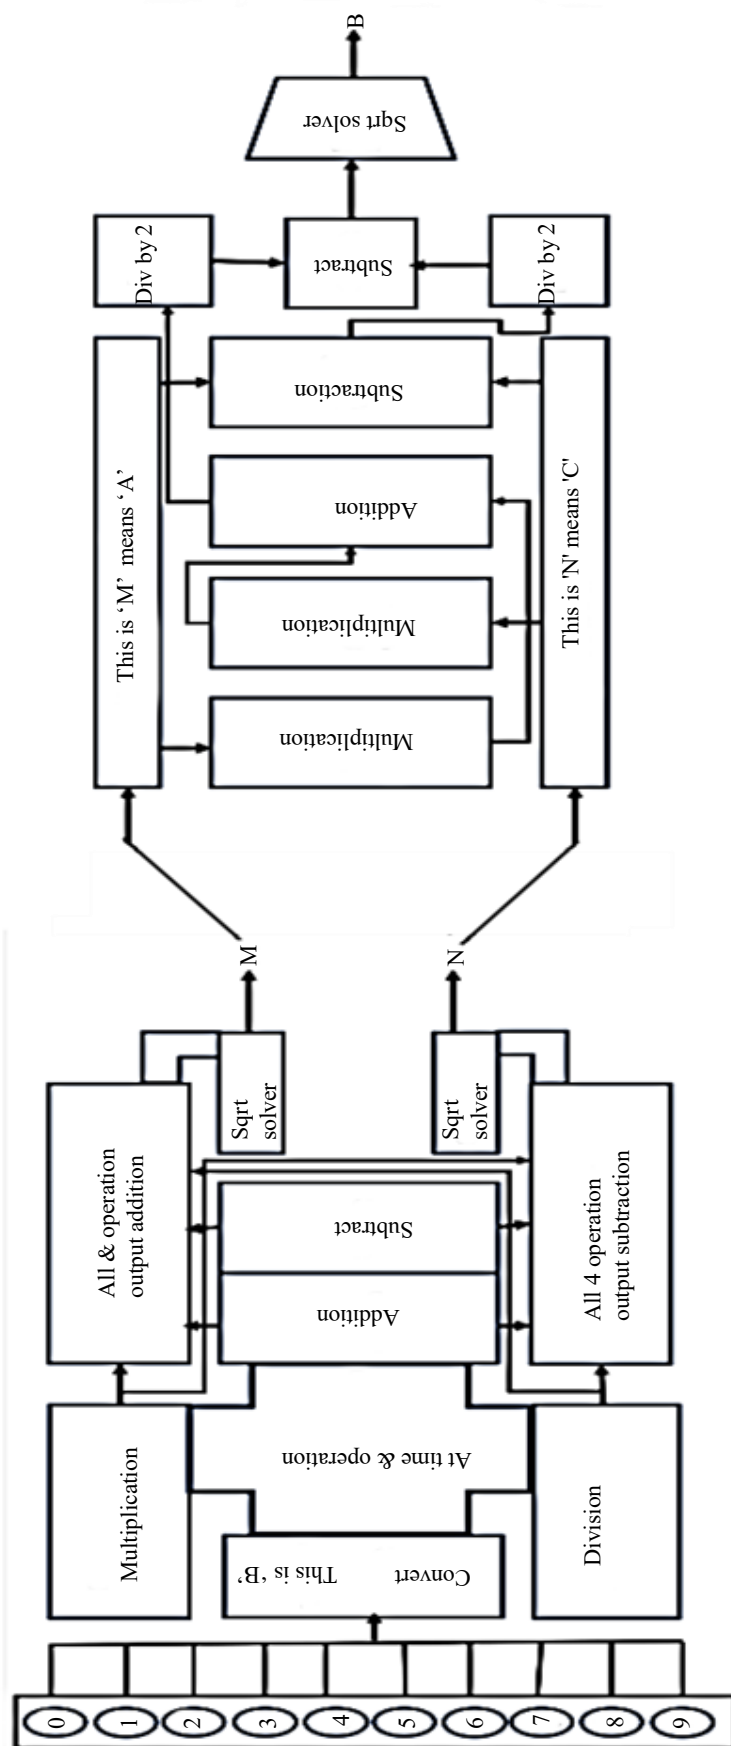 0
1
2
3
4
5
6
7
8
9
Convert
This is ‘B’
Multiplication
At time & operation
Division
All & operation
output addition
Addition
Subtract
All 4 operation
output subtraction
Sqrt
solver
Sqrt
solver
M
N
This is ‘M’ means ‘A’
Multiplication
Multiplication
Addition
Subtraction
This is 'N' means 'C'
Div by 2
Subtract
Div by 2
Sqrt solver
B